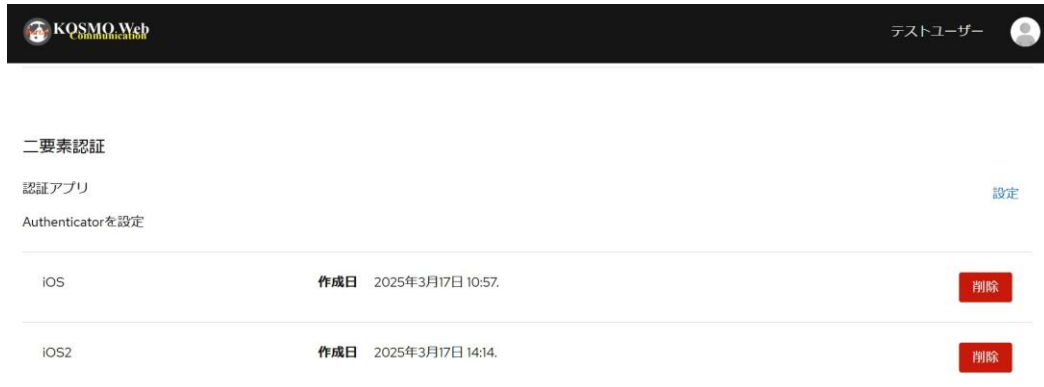 KOSMO Web
Communication
テストユーザー
二要素認証
認証アプリ
設定
Authenticatorを設定
iOS 作成日 2025年3月17日 10:57. 削除
iOS2 作成日 2025年3月17日 14:14. 削除